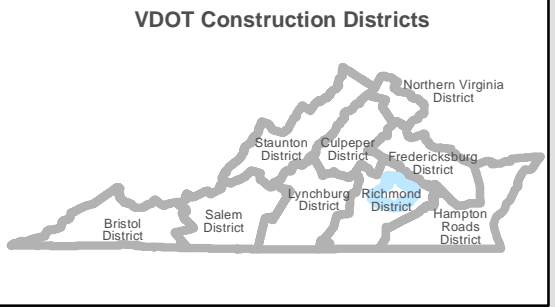 VDOT Construction Districts
Northern Virginia
District
Staunton
District
Culpeper
District
Fredericksburg
District
Lynchburg
District
Richmond
District
Salem
District
Bristol
District
Hampton
Roads
District